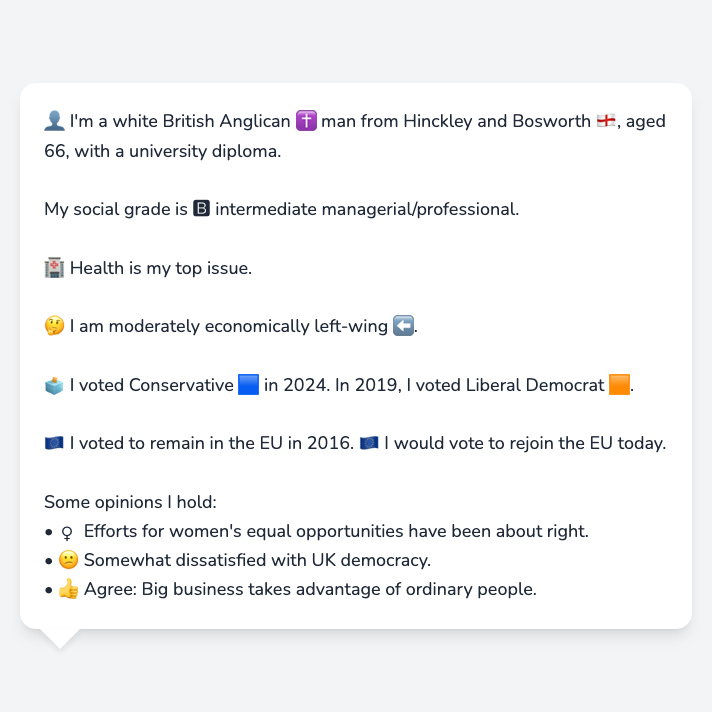 👤 I'm a white British Anglican ✝️ man from Hinckley and Bosworth 🏴󠁧󠁢󠁥󠁮󠁧󠁿, aged
66, with a university diploma.
My social grade is 🅱 intermediate managerial/professional.
🏥 Health is my top issue.
🤔 I am moderately economically left-wing ⬅️.
🗳️ I voted Conservative 🟦 in 2024. In 2019, I voted Liberal Democrat 🟧.
🇪🇺 I voted to remain in the EU in 2016. 🇪🇺 I would vote to rejoin the EU today.
Some opinions I hold:
• ♀ Efforts for women's equal opportunities have been about right.
• 🙁 Somewhat dissatisfied with UK democracy.
• 👍 Agree: Big business takes advantage of ordinary people.